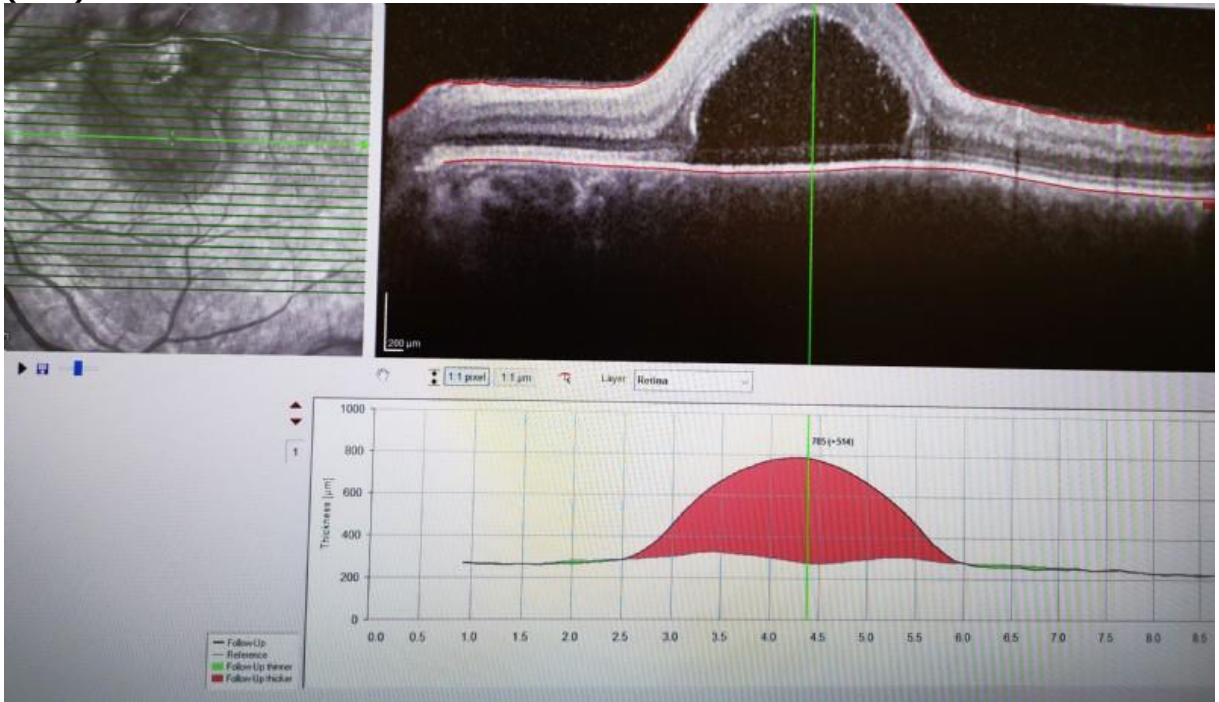 200 µm
1:1 pixel 1:1 µm Layer: Retina
1
1000
800
600
400
200
0
Thickness [µm]
785 (+514)
0.0 0.5 1.0 1.5 2.0 2.5 3.0 3.5 4.0 4.5 5.0 5.5 6.0 6.5 7.0 7.5 8.0 8.5
Follow-Up
Reference
Follow-Up thinner
Follow-Up thicker